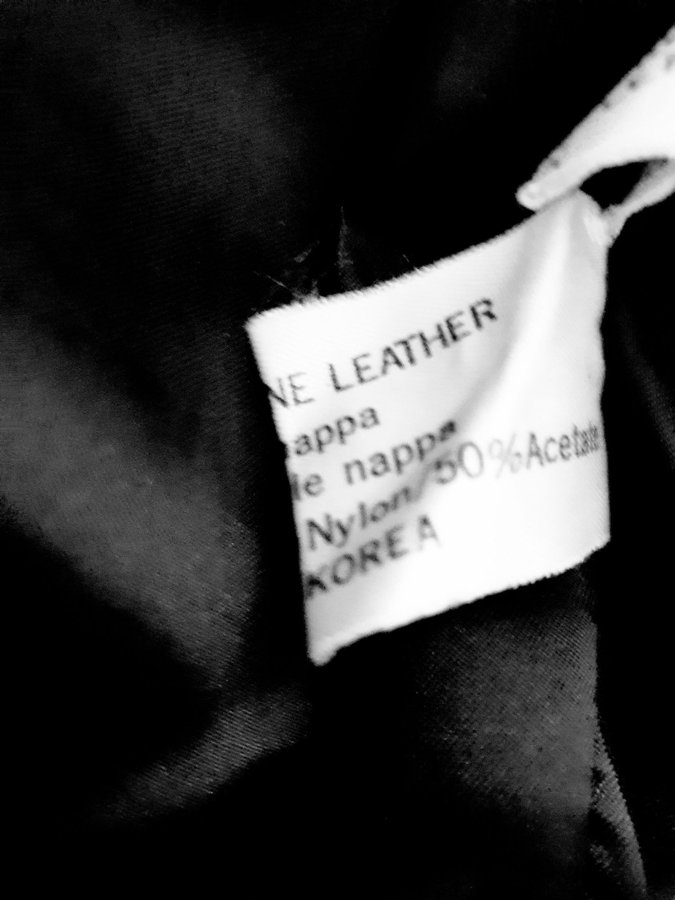 NE LEATHER
appa
le nappa
Nylon/50%Acetate
KOREA